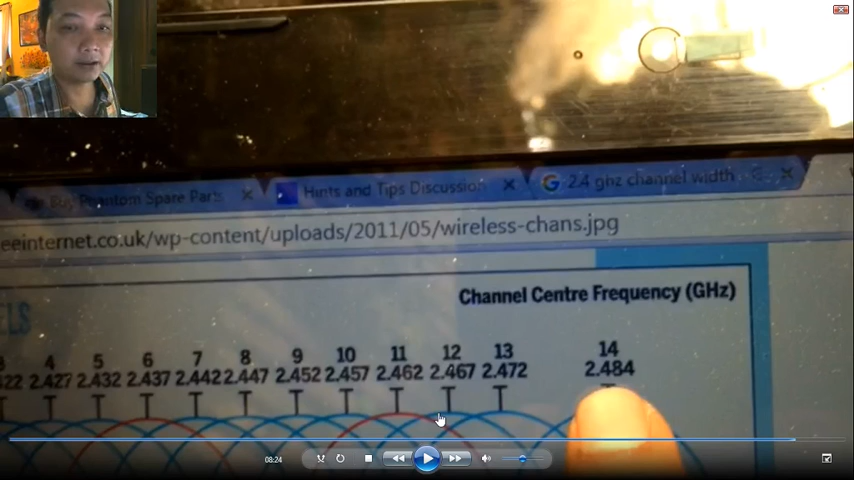 Buy Phantom Spare Parts
Hints and Tips Discussion
2.4 ghz channel width
eeinternet.co.uk/wp-content/uploads/2011/05/wireless-chans.jpg
Channel Centre Frequency (GHz)
4 5 6 7 8 9 10 11 12 13 14
2.427 2.432 2.437 2.442 2.447 2.452 2.457 2.462 2.467 2.472 2.484
08:24